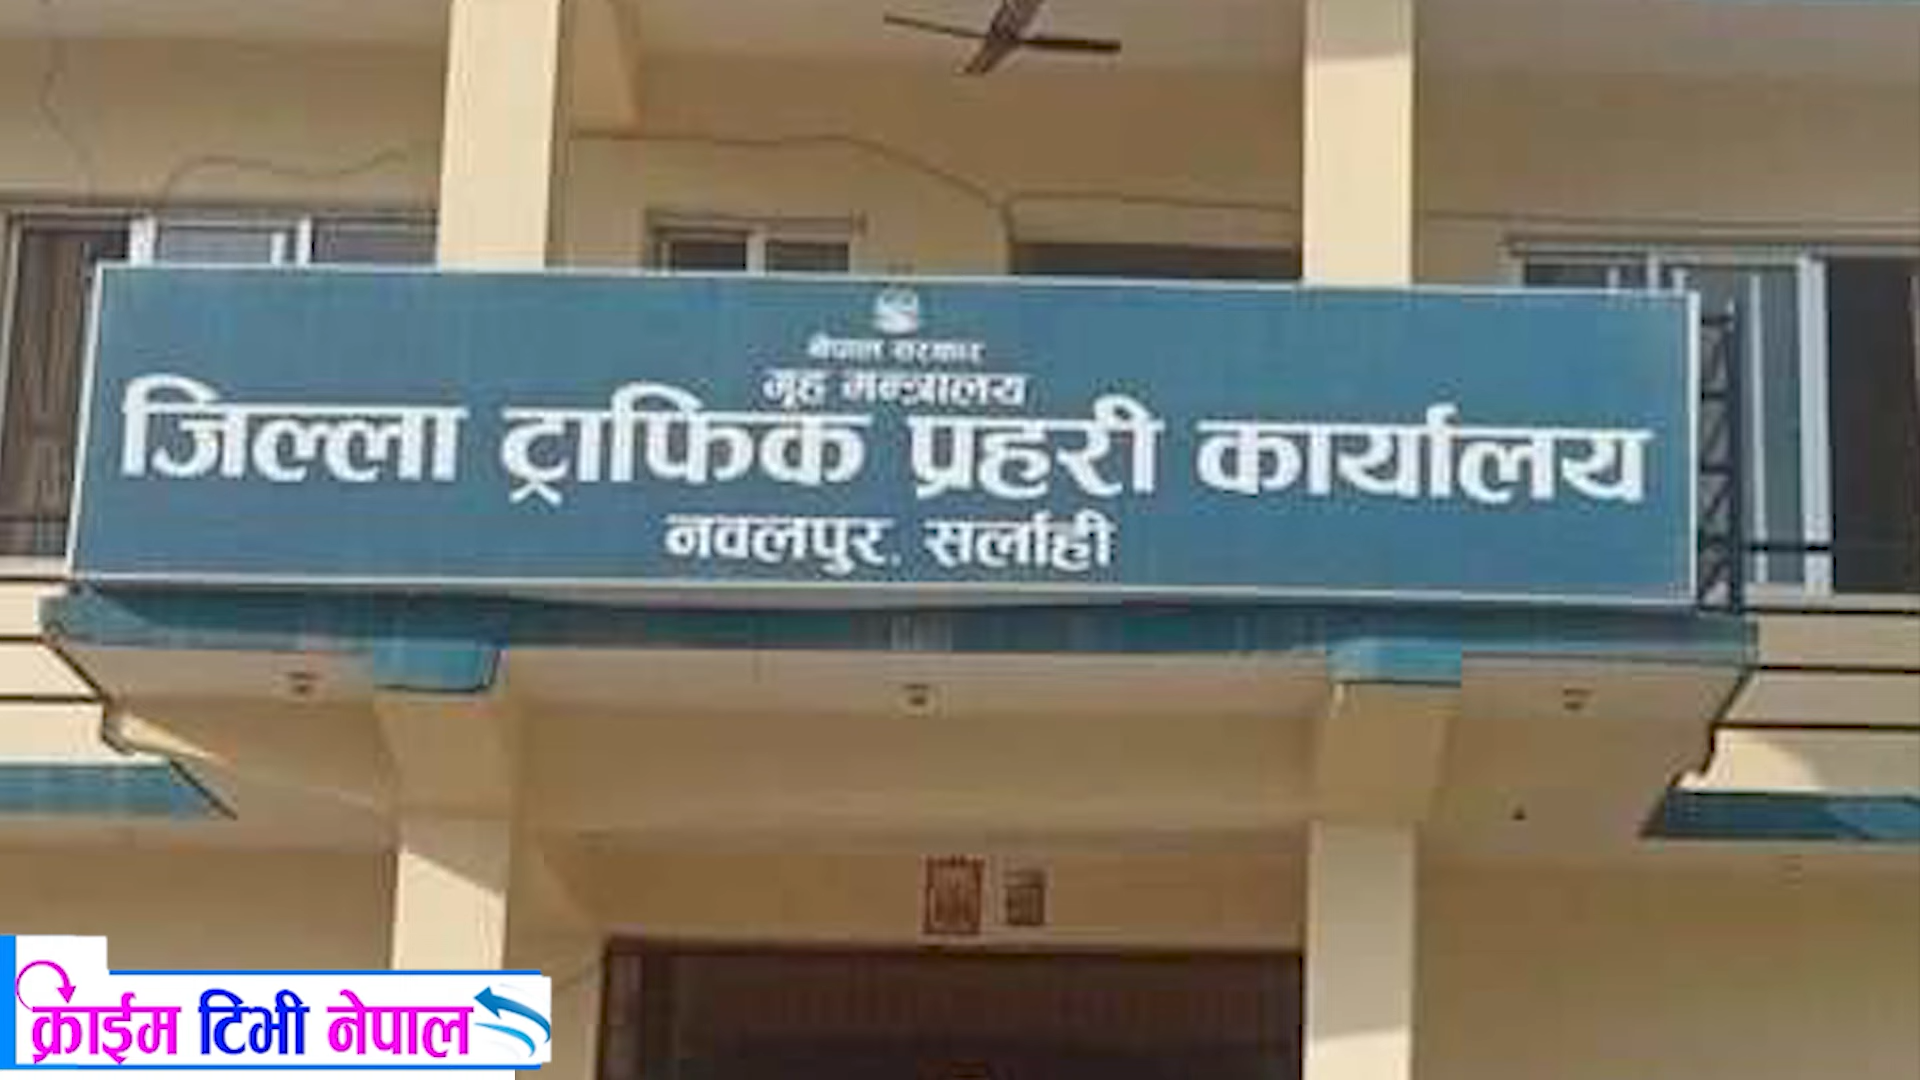 नेपाल सरकार
गृह मन्त्रालय
जिल्ला ट्राफिक प्रहरी कार्यालय
नवलपुर, सर्लाही
क्राईम टिभी नेपाल